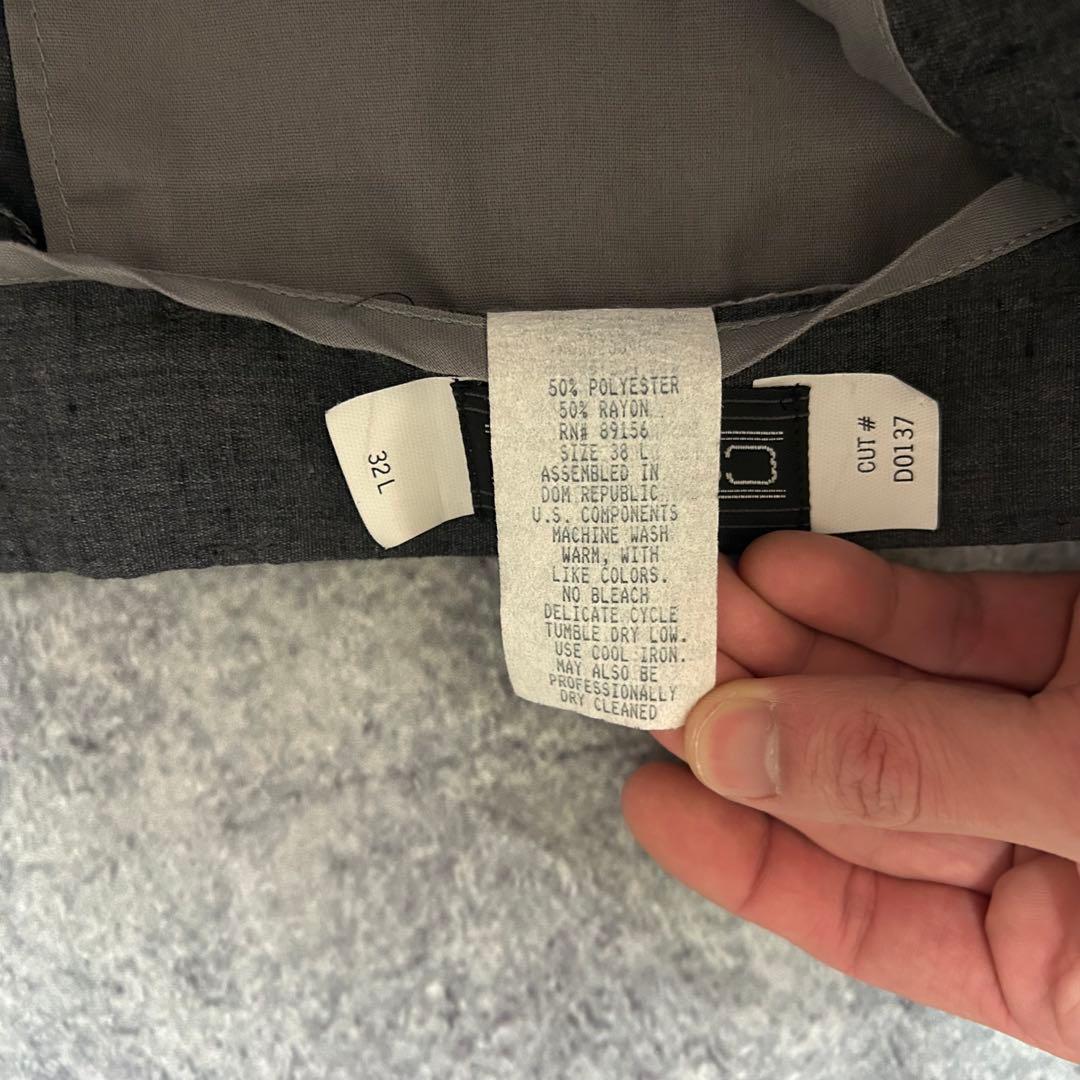 50% POLYESTER
50% RAYON
RN# 89156
SIZE 38 L
ASSEMBLED IN
DOM REPUBLIC
U.S. COMPONENTS
MACHINE WASH
WARM, WITH
LIKE COLORS.
NO BLEACH
DELICATE CYCLE
TUMBLE DRY LOW.
USE COOL IRON.
MAY ALSO BE
PROFESSIONALLY
DRY CLEANED
32 L
CUT #
D0137